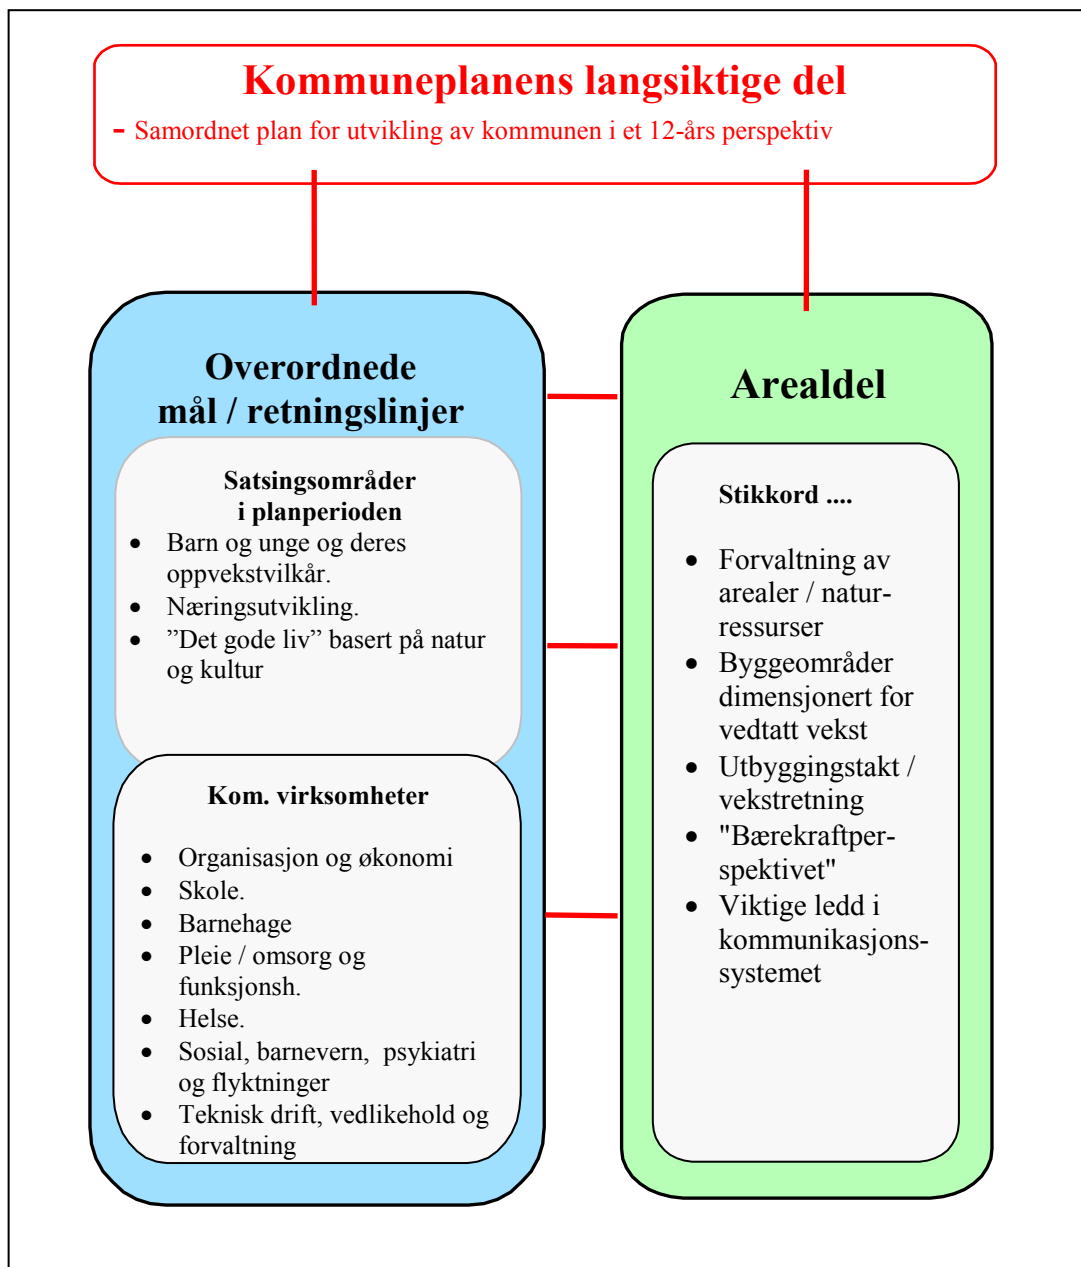 Kommuneplanens langsiktige del
- Samordnet plan for utvikling av kommunen i et 12-års perspektiv
Overordnede
mål / retningslinjer
Satsingsområder
i planperioden
• Barn og unge og deres
oppvekstvilkår.
• Næringsutvikling.
• ”Det gode liv” basert på natur
og kultur
Kom. virksomheter
• Organisasjon og økonomi
• Skole.
• Barnehage
• Pleie / omsorg og
funksjonsh.
• Helse.
• Sosial, barnevern,  psykiatri
og flyktninger
• Teknisk drift, vedlikehold og
forvaltning
Arealdel
Stikkord ....
• Forvaltning av
arealer / natur-
ressurser
• Byggeområder
dimensjonert for
vedtatt vekst
• Utbyggingstakt /
vekstretning
• "Bærekraftper-
spektivet"
• Viktige ledd i
kommunikasjons-
systemet